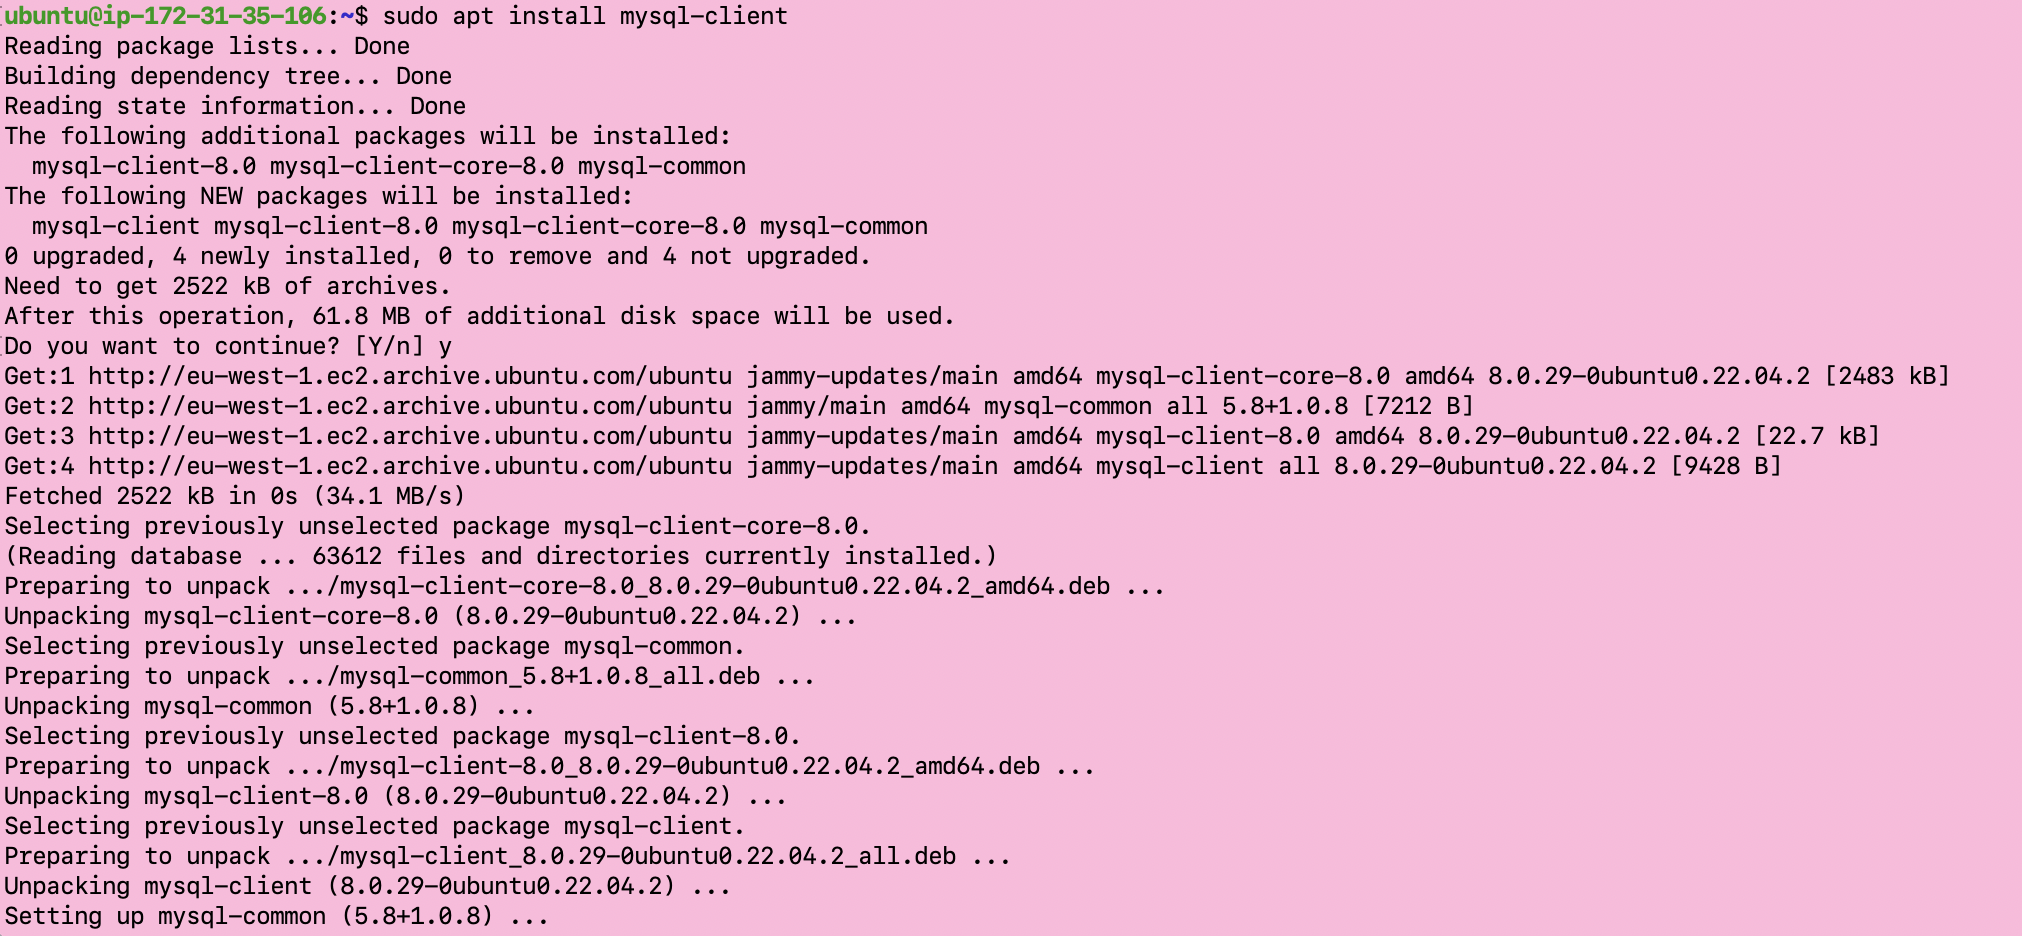 ubuntu@ip-172-31-35-106:~$ sudo apt install mysql-client
Reading package lists... Done
Building dependency tree... Done
Reading state information... Done
The following additional packages will be installed:
  mysql-client-8.0 mysql-client-core-8.0 mysql-common
The following NEW packages will be installed:
  mysql-client mysql-client-8.0 mysql-client-core-8.0 mysql-common
0 upgraded, 4 newly installed, 0 to remove and 4 not upgraded.
Need to get 2522 kB of archives.
After this operation, 61.8 MB of additional disk space will be used.
Do you want to continue? [Y/n] y
Get:1 http://eu-west-1.ec2.archive.ubuntu.com/ubuntu jammy-updates/main amd64 mysql-client-core-8.0 amd64 8.0.29-0ubuntu0.22.04.2 [2483 kB]
Get:2 http://eu-west-1.ec2.archive.ubuntu.com/ubuntu jammy/main amd64 mysql-common all 5.8+1.0.8 [7212 B]
Get:3 http://eu-west-1.ec2.archive.ubuntu.com/ubuntu jammy-updates/main amd64 mysql-client-8.0 amd64 8.0.29-0ubuntu0.22.04.2 [22.7 kB]
Get:4 http://eu-west-1.ec2.archive.ubuntu.com/ubuntu jammy-updates/main amd64 mysql-client all 8.0.29-0ubuntu0.22.04.2 [9428 B]
Fetched 2522 kB in 0s (34.1 MB/s)
Selecting previously unselected package mysql-client-core-8.0.
(Reading database ... 63612 files and directories currently installed.)
Preparing to unpack .../mysql-client-core-8.0_8.0.29-0ubuntu0.22.04.2_amd64.deb ...
Unpacking mysql-client-core-8.0 (8.0.29-0ubuntu0.22.04.2) ...
Selecting previously unselected package mysql-common.
Preparing to unpack .../mysql-common_5.8+1.0.8_all.deb ...
Unpacking mysql-common (5.8+1.0.8) ...
Selecting previously unselected package mysql-client-8.0.
Preparing to unpack .../mysql-client-8.0_8.0.29-0ubuntu0.22.04.2_amd64.deb ...
Unpacking mysql-client-8.0 (8.0.29-0ubuntu0.22.04.2) ...
Selecting previously unselected package mysql-client.
Preparing to unpack .../mysql-client_8.0.29-0ubuntu0.22.04.2_all.deb ...
Unpacking mysql-client (8.0.29-0ubuntu0.22.04.2) ...
Setting up mysql-common (5.8+1.0.8) ...